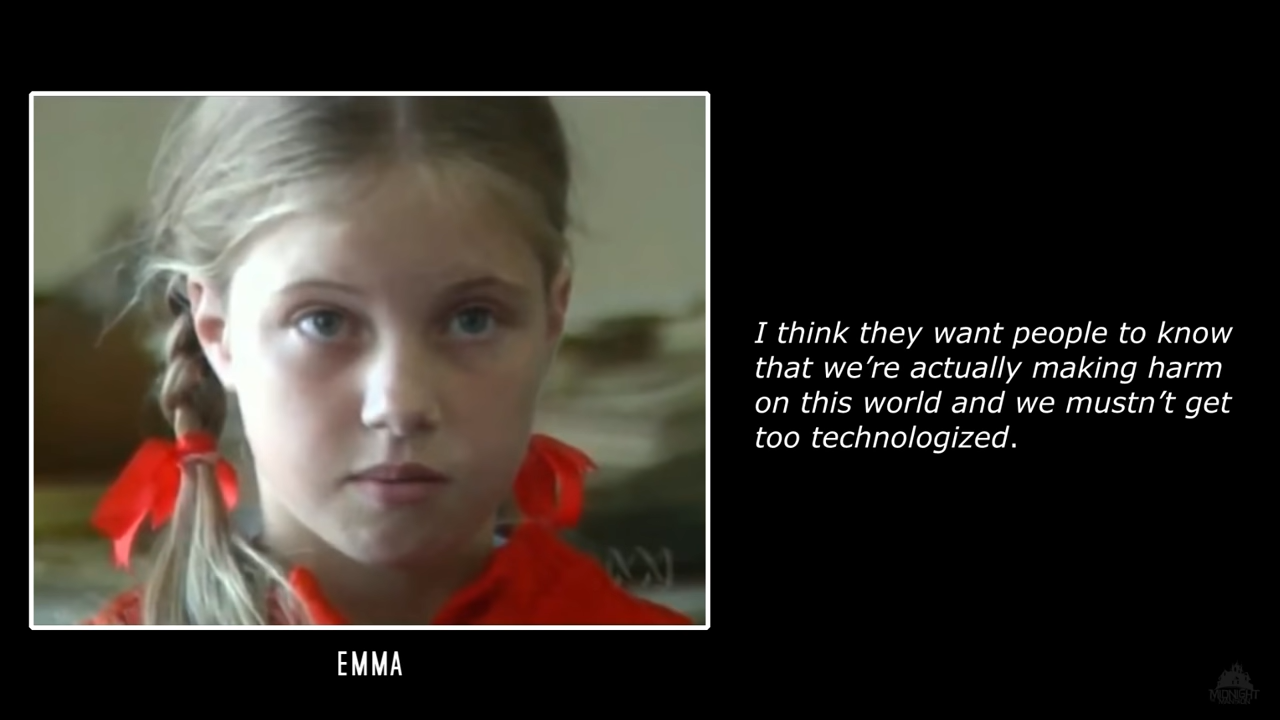 I think they want people to know
that we’re actually making harm
on this world and we mustn’t get
too technologized.
EMMA
MIDNIGHT